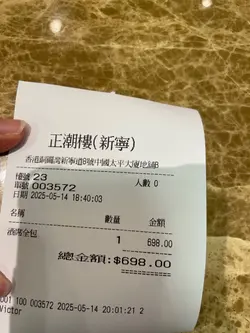 正潮樓(新寧)
香港銅鑼灣新寧道8號中國太平大廈地舖B
檯號 23 人數 0
單號 003572
日期 2025-05-14 18:40:03
名稱 數量 金額
酒席全包 1 698.00
總金額:$698.00
001 100 003572 2025-05-14 20:01:21 2
Victor